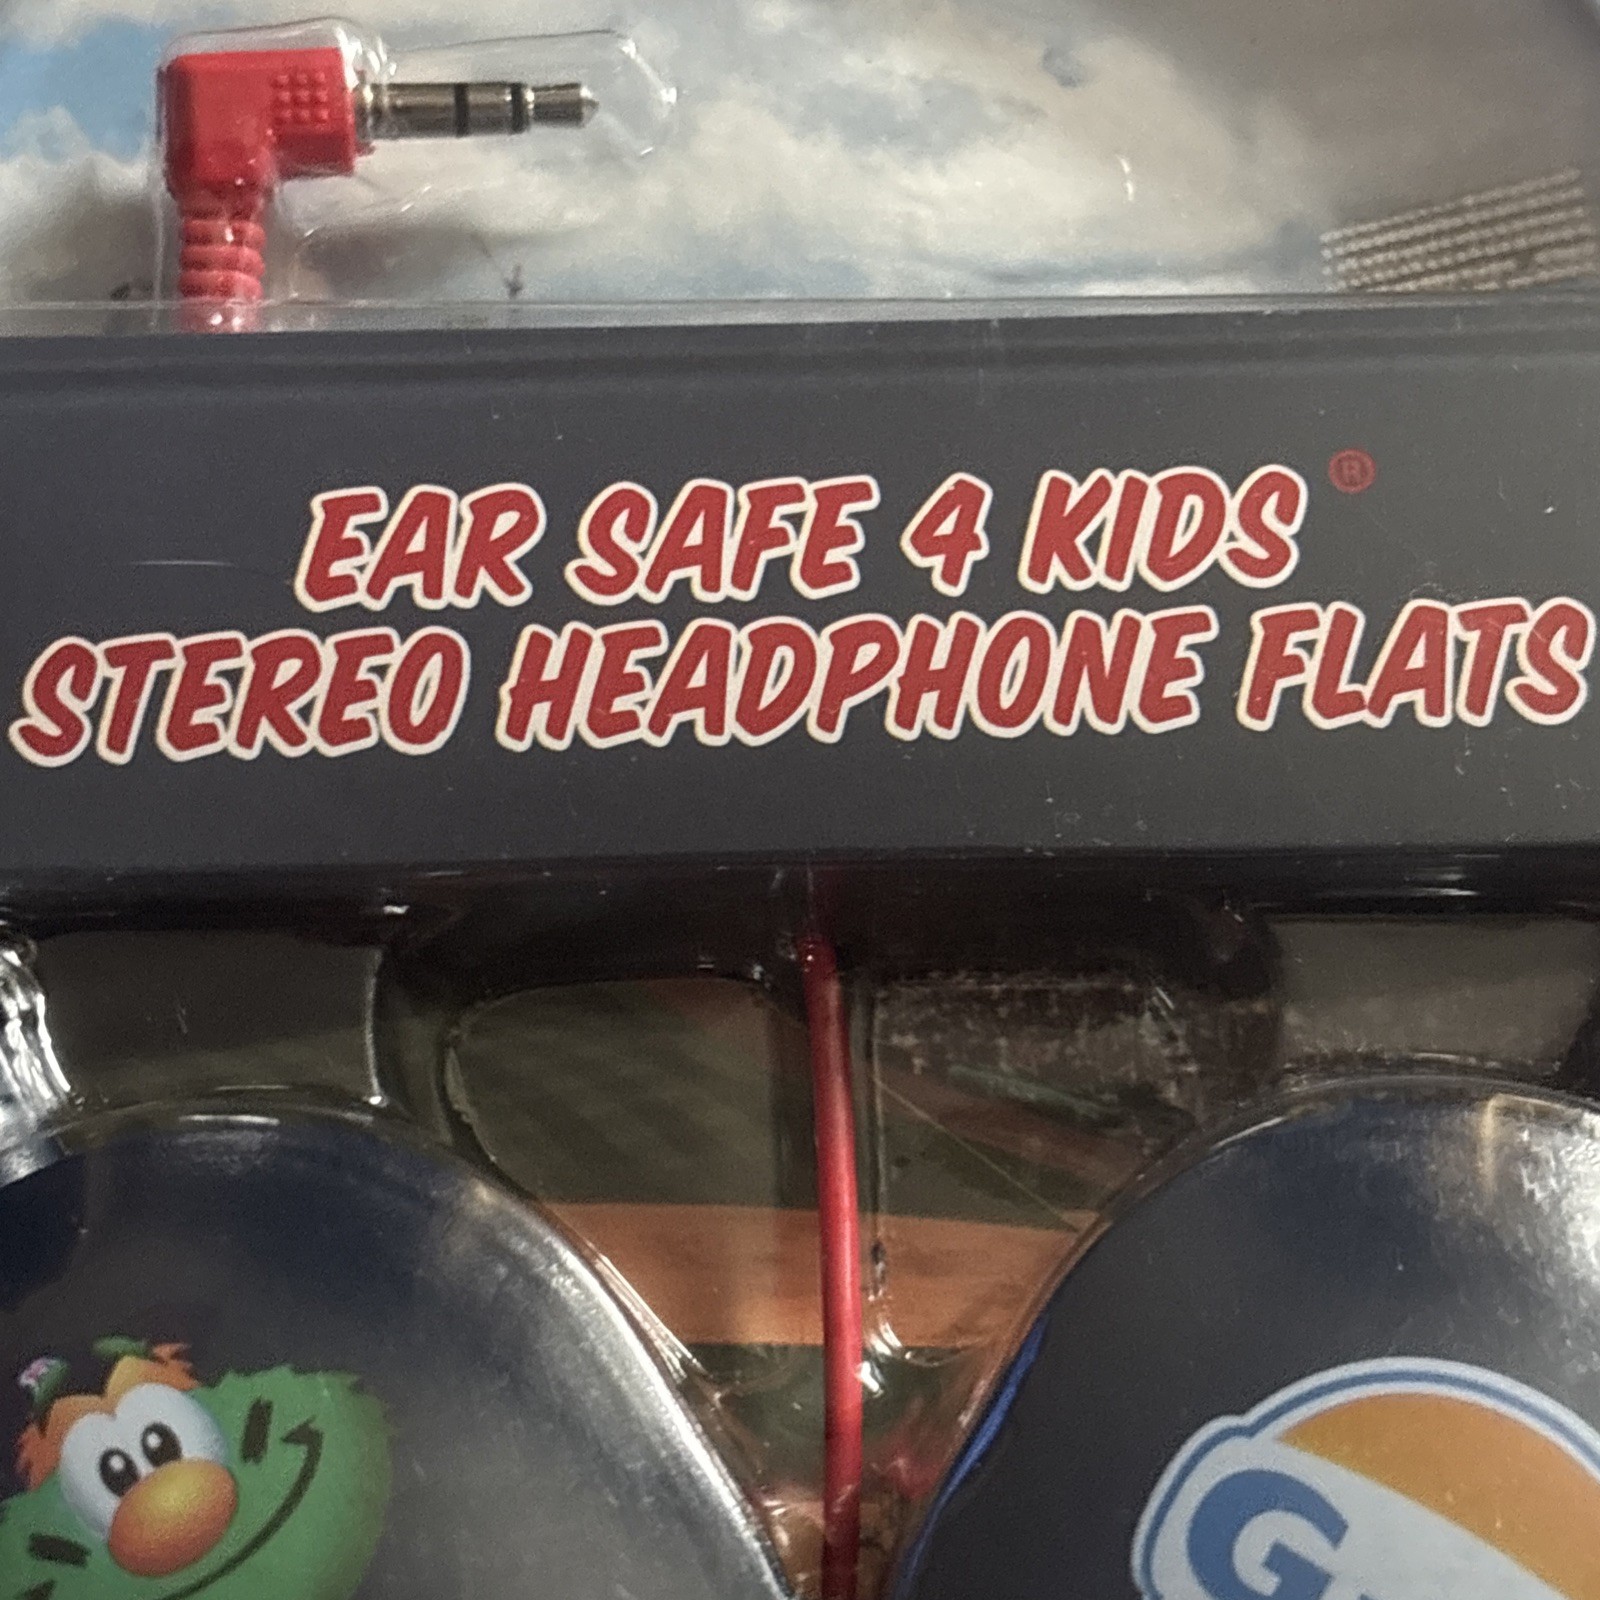 EAR SAFE 4 KIDS®
STEREO HEADPHONE FLATS
G